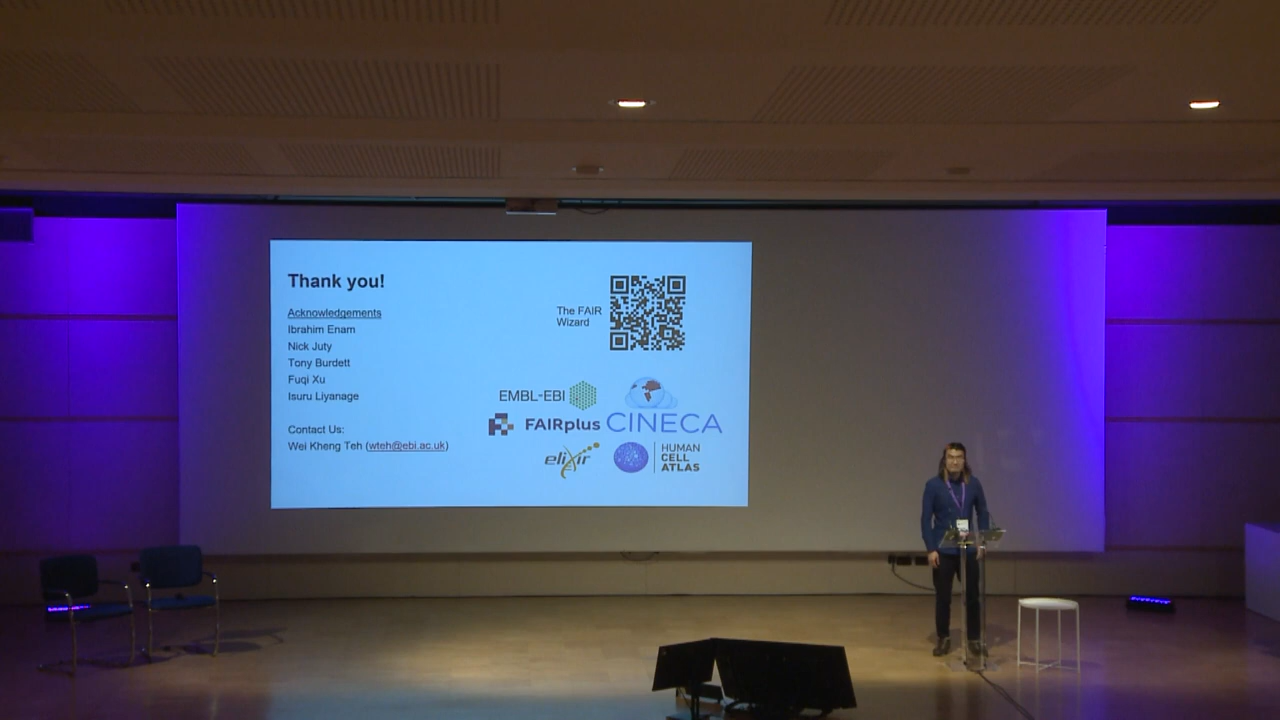 Thank you!
Acknowledgements
Ibrahim Enam
Nick Juty
Tony Burdett
Fuqi Xu
Isuru Liyanage
Contact Us:
Wei Kheng Teh (wteh@ebi.ac.uk)
The FAIR
Wizard
EMBL-EBI
FAIRplus
CINECA
elixir
HUMAN
CELL
ATLAS